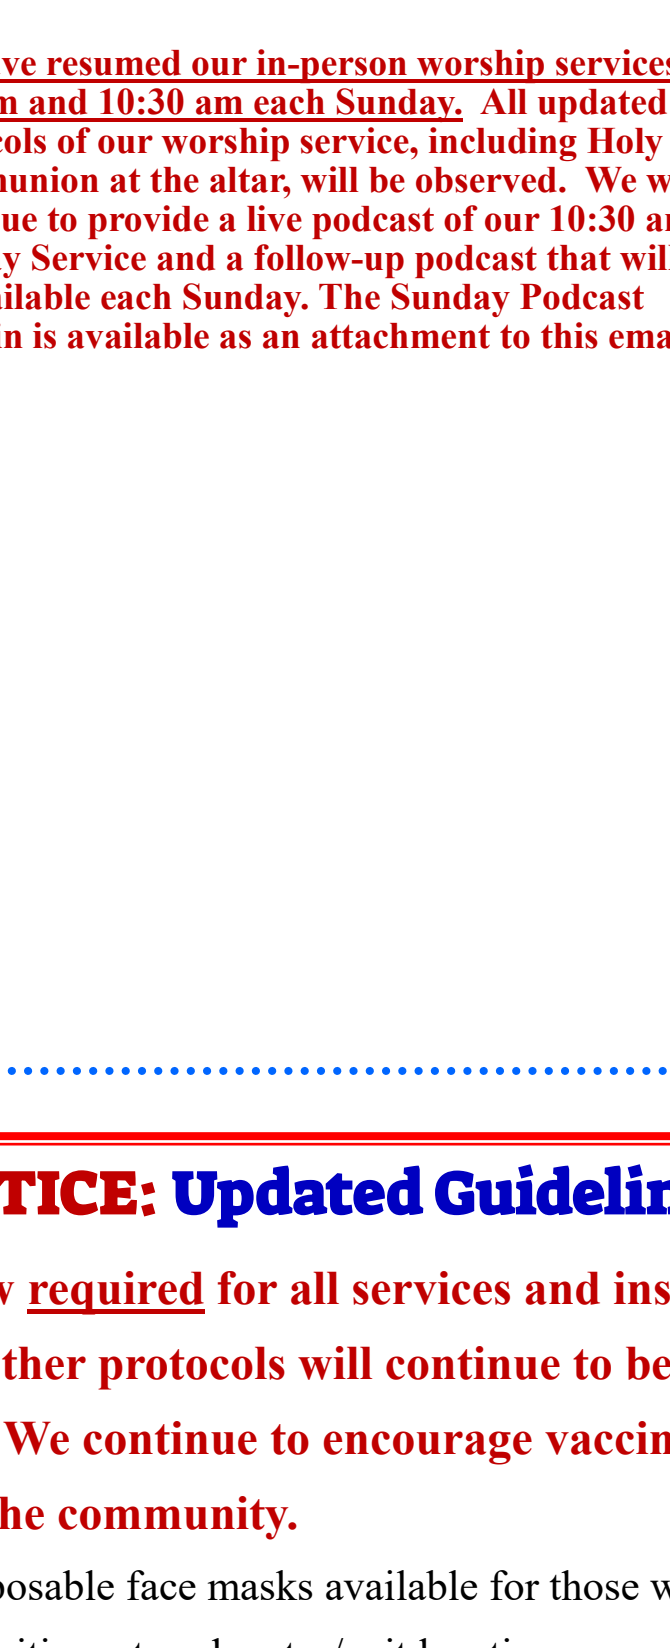 ve resumed our in-person worship services
m and 10:30 am each Sunday.  All updated
cols of our worship service, including Holy
munion at the altar, will be observed.  We w
ue to provide a live podcast of our 10:30 a
y Service and a follow-up podcast that will
ailable each Sunday. The Sunday Podcast
in is available as an attachment to this ema
TICE: Updated Guidelin
w required for all services and ins
ther protocols will continue to be
We continue to encourage vaccin
he community.
posable face masks available for those w